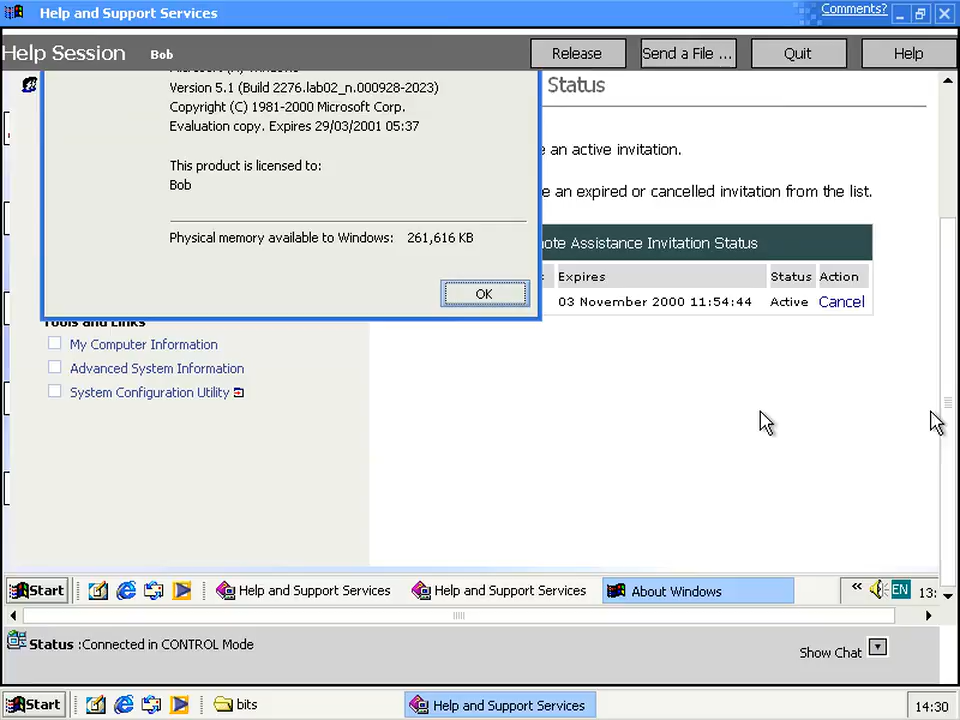 Help and Support Services
Comments?
Help Session
Bob
Release
Send a File ...
Quit
Help
Version 5.1 (Build 2276.lab02_n.000928-2023)
Copyright (C) 1981-2000 Microsoft Corp.
Evaluation copy. Expires 29/03/2001 05:37
This product is licensed to:
Bob
Physical memory available to Windows: 261,616 KB
OK
Status
e an active invitation.
e an expired or cancelled invitation from the list.
note Assistance Invitation Status
Expires Status Action
03 November 2000 11:54:44 Active Cancel
Tools and Links
My Computer Information
Advanced System Information
System Configuration Utility
Start
Help and Support Services
Help and Support Services
About Windows
«
EN
13:
Status :Connected in CONTROL Mode
Show Chat
Start
bits
Help and Support Services
14:30